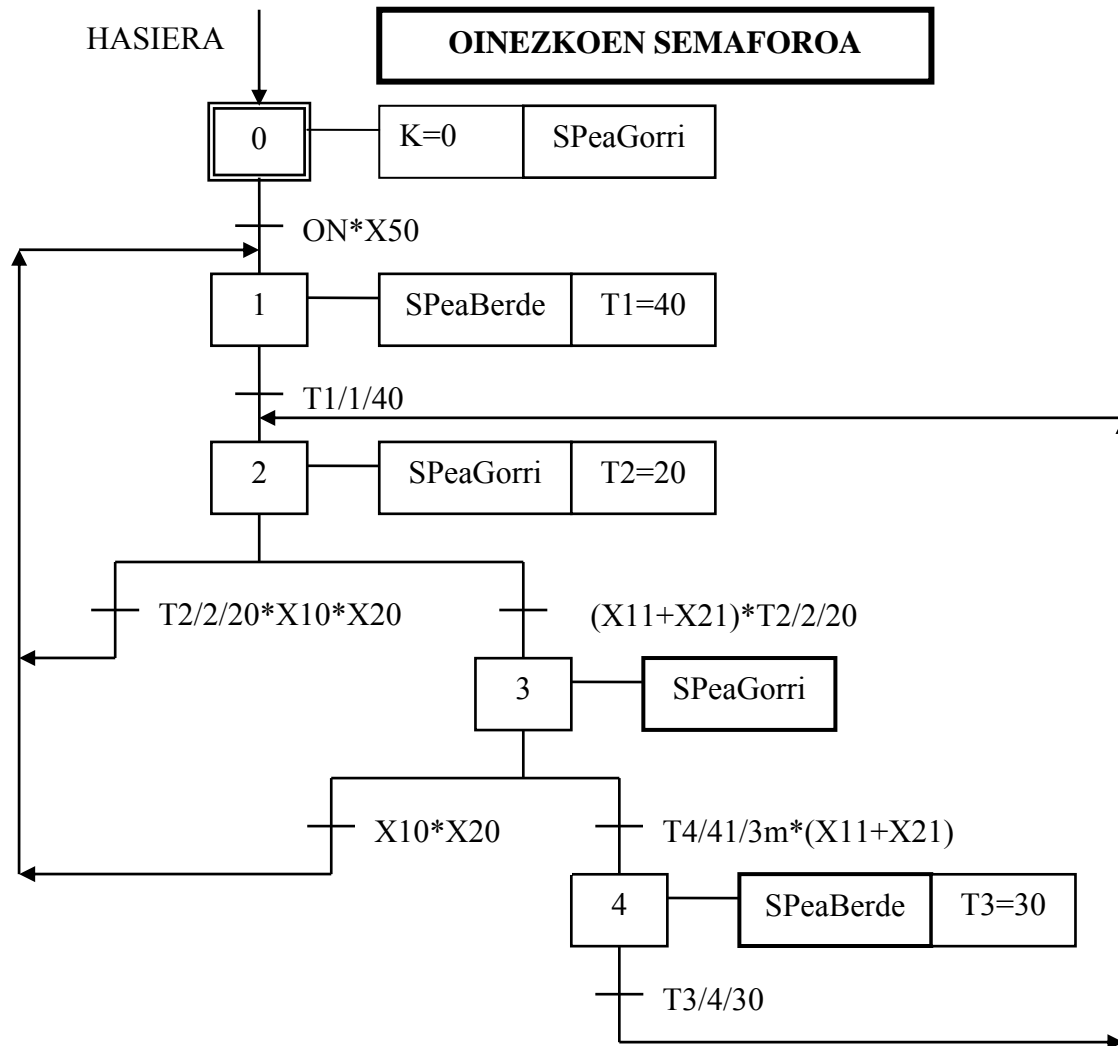 HASIERA
OINEZKOEN SEMAFOROA
0
K=0
SPeaGorri
ON*X50
1
SPeaBerde
T1=40
T1/1/40
2
SPeaGorri
T2=20
T2/2/20*X10*X20
(X11+X21)*T2/2/20
3
SPeaGorri
X10*X20
T4/41/3m*(X11+X21)
4
SPeaBerde
T3=30
T3/4/30